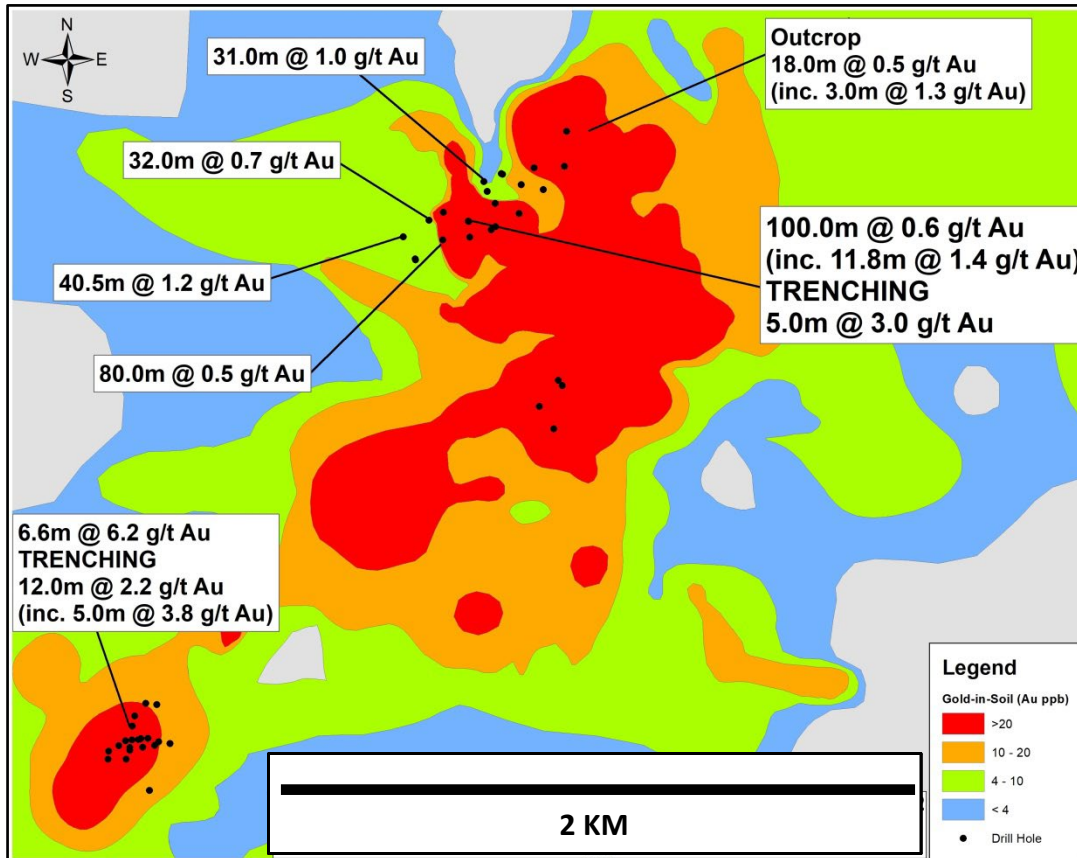 N
W E
S
31.0m @ 1.0 g/t Au
Outcrop
18.0m @ 0.5 g/t Au
(inc. 3.0m @ 1.3 g/t Au)
32.0m @ 0.7 g/t Au
100.0m @ 0.6 g/t Au
(inc. 11.8m @ 1.4 g/t Au)
TRENCHING
5.0m @ 3.0 g/t Au
40.5m @ 1.2 g/t Au
80.0m @ 0.5 g/t Au
6.6m @ 6.2 g/t Au
TRENCHING
12.0m @ 2.2 g/t Au
(inc. 5.0m @ 3.8 g/t Au)
Legend
Gold-in-Soil (Au ppb)
>20
10 - 20
4 - 10
< 4
Drill Hole
2 KM